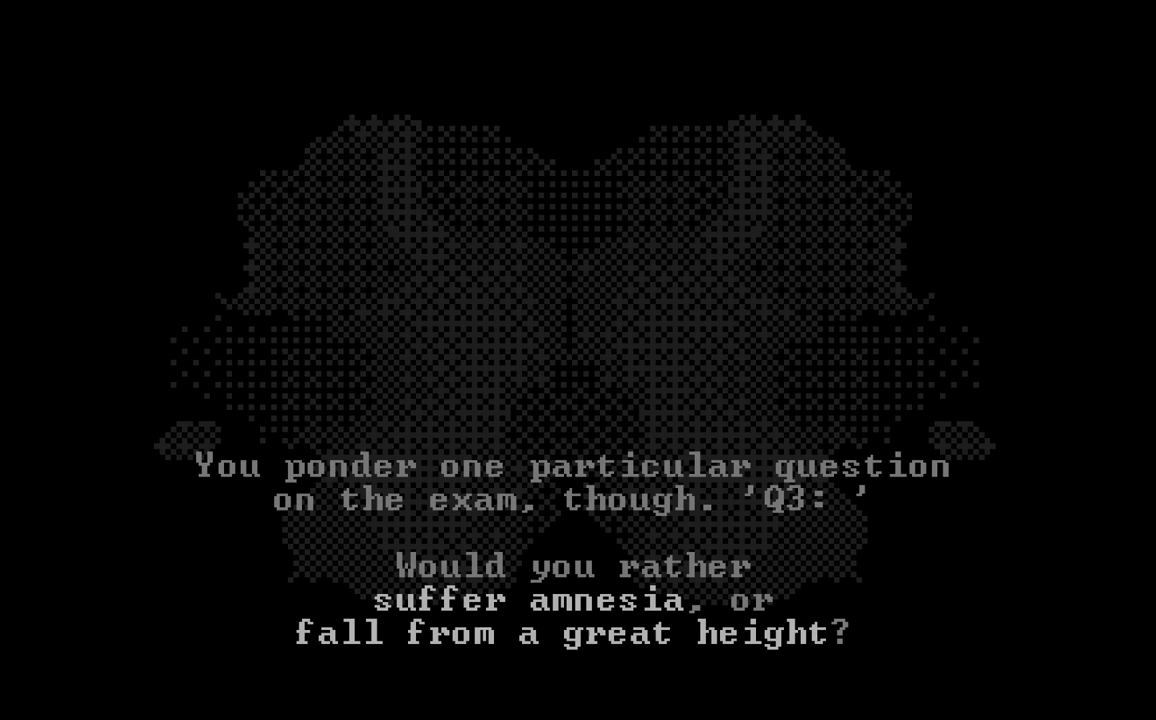 You ponder one particular question
on the exam, though. 'Q3: '
Would you rather
suffer amnesia, or
fall from a great height?